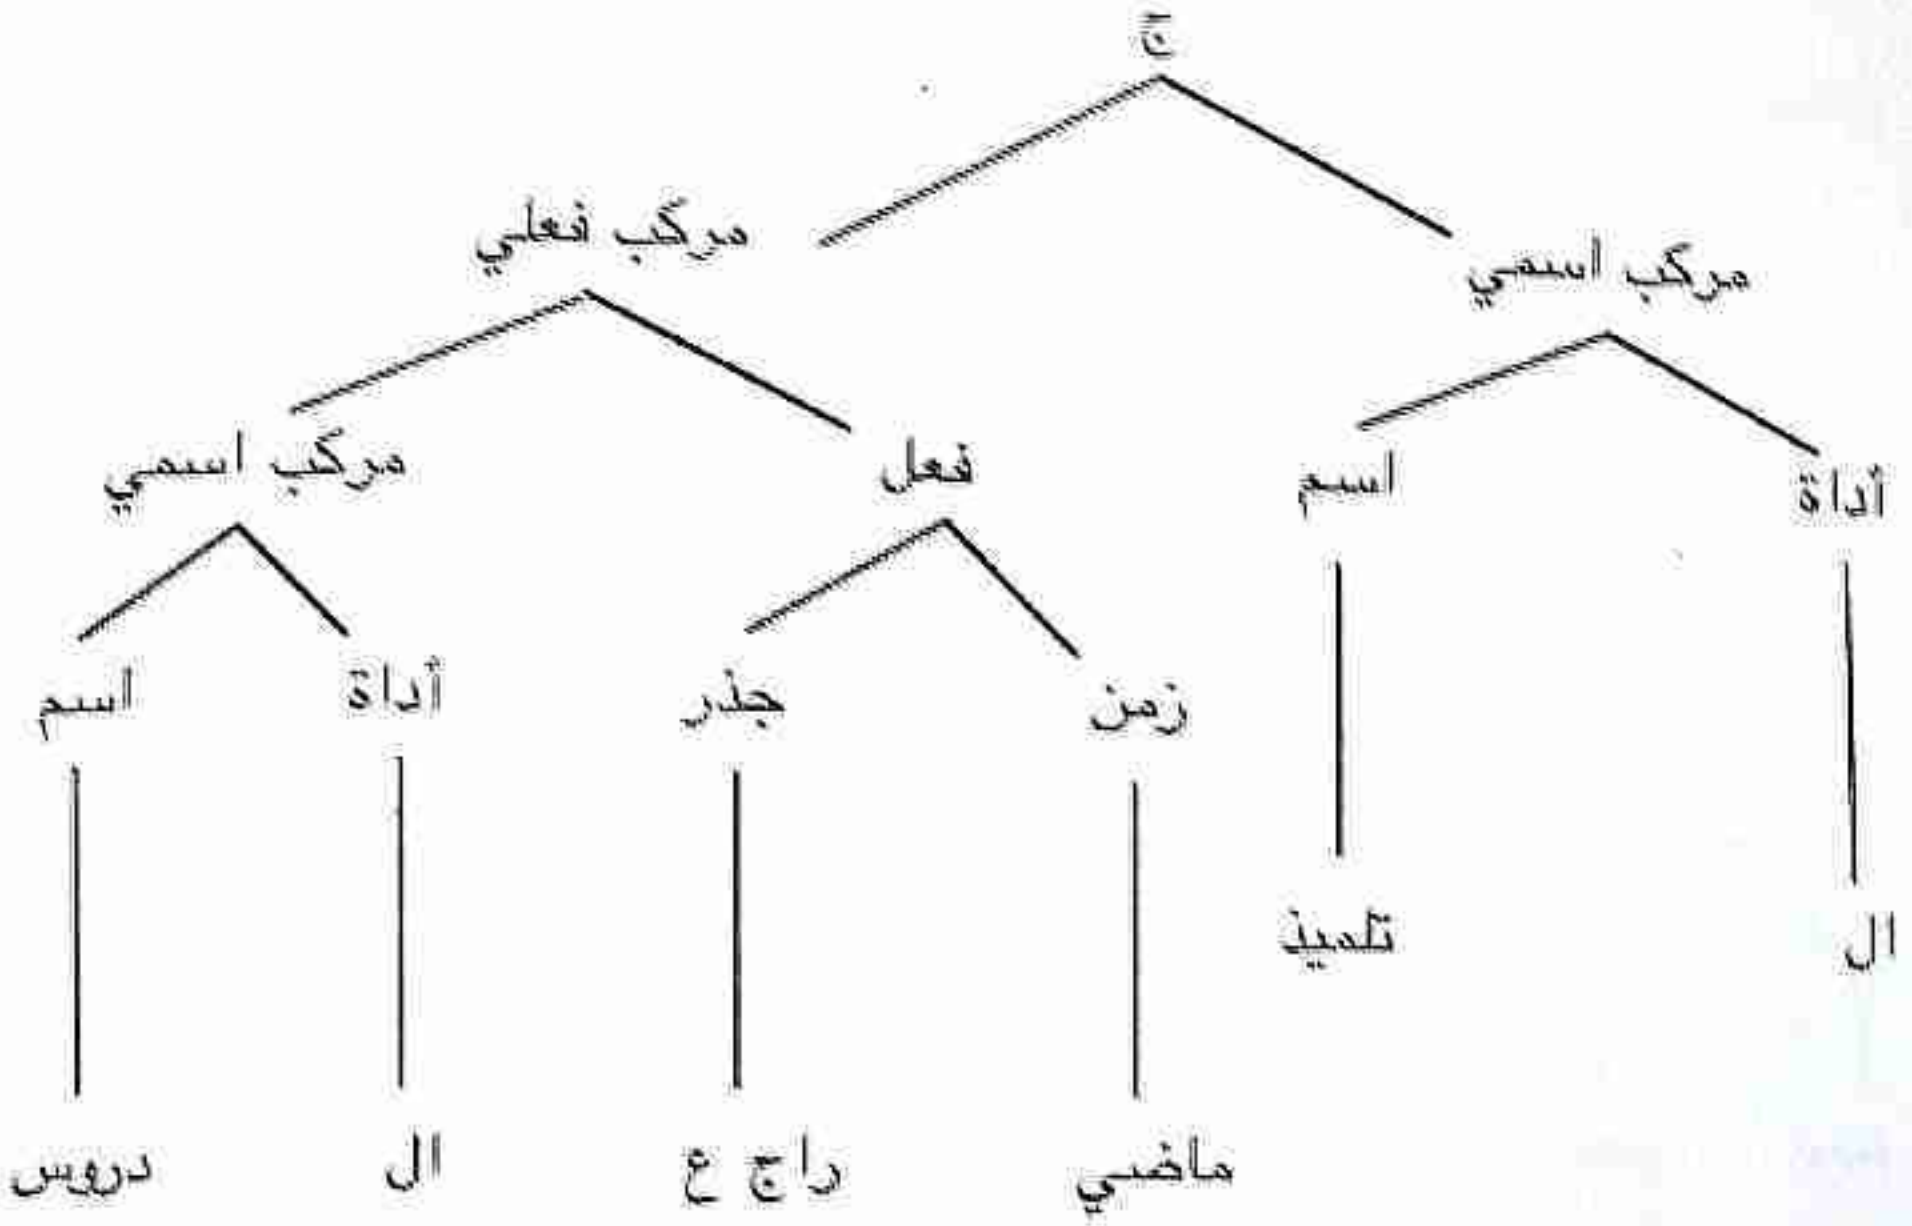 ج
مركب اسمي
مركب فعلي
أداة
اسم
فعل
مركب اسمي
زمن
جذر
أداة
اسم
ال
تلميذ
ماضي
راج ع
ال
دروس